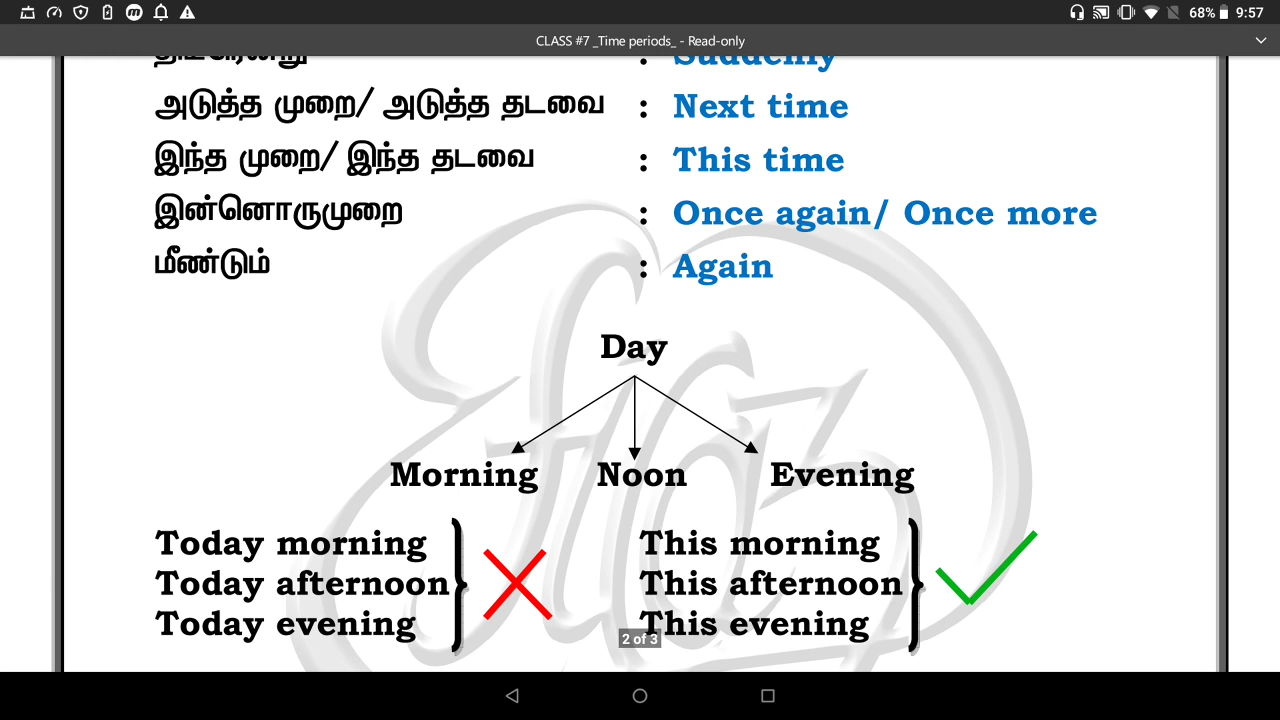 68% 9:57
CLASS #7 _Time periods_ - Read-only
திடீரென்று : Suddenly
அடுத்த முறை/ அடுத்த தடவை : Next time
இந்த முறை/ இந்த தடவை : This time
இன்னொருமுறை : Once again/ Once more
மீண்டும் : Again
Day
Morning Noon Evening
Today morning This morning
Today afternoon This afternoon
Today evening This evening
2 of 3